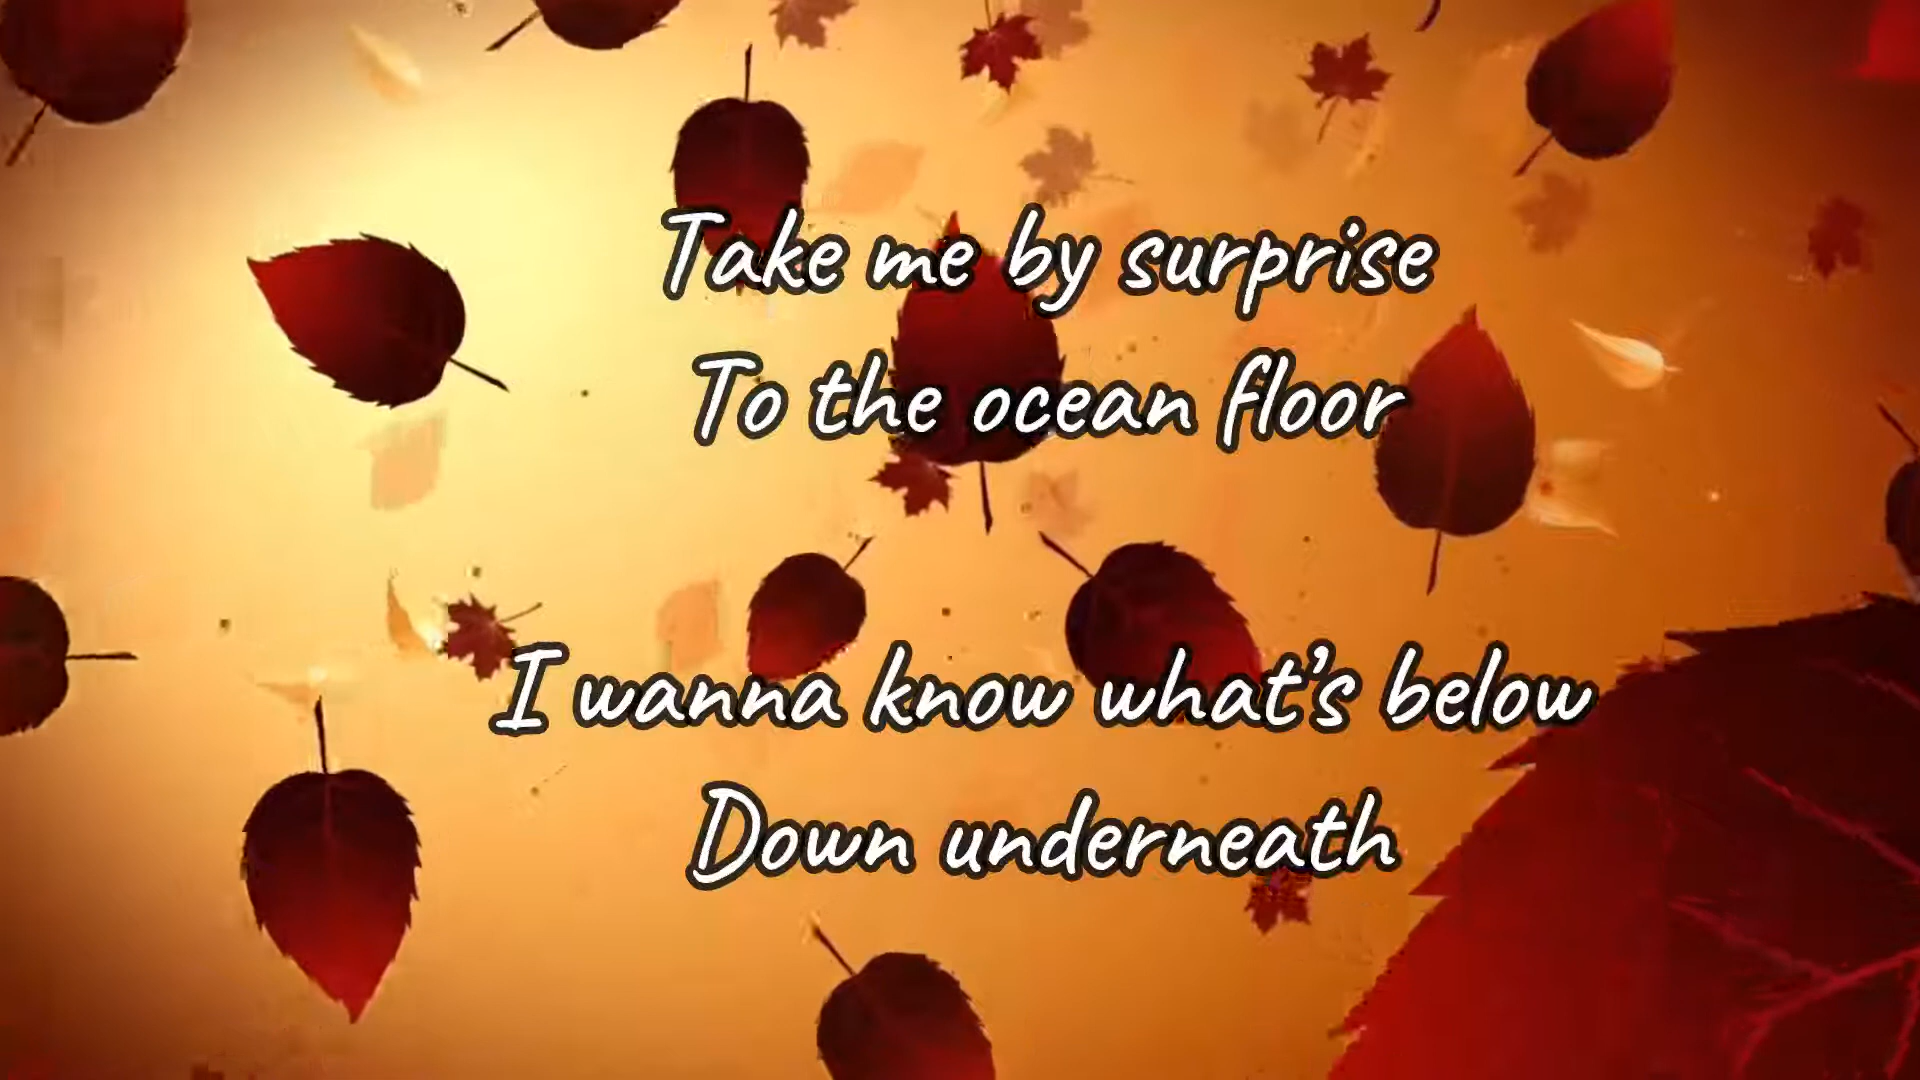 Take me by surprise
To the ocean floor
I wanna know what's below
Down underneath